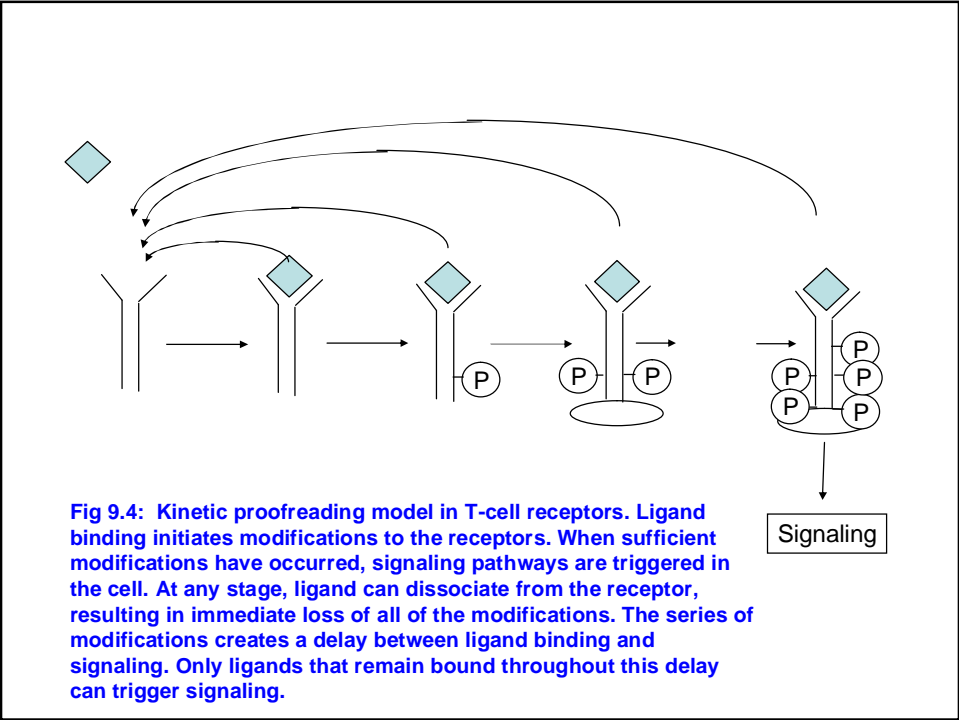 P
P
P
P
P
P
P
P
Signaling
Fig 9.4: Kinetic proofreading model in T-cell receptors. Ligand
binding initiates modifications to the receptors. When sufficient
modifications have occurred, signaling pathways are triggered in
the cell. At any stage, ligand can dissociate from the receptor,
resulting in immediate loss of all of the modifications. The series of
modifications creates a delay between ligand binding and
signaling. Only ligands that remain bound throughout this delay
can trigger signaling.